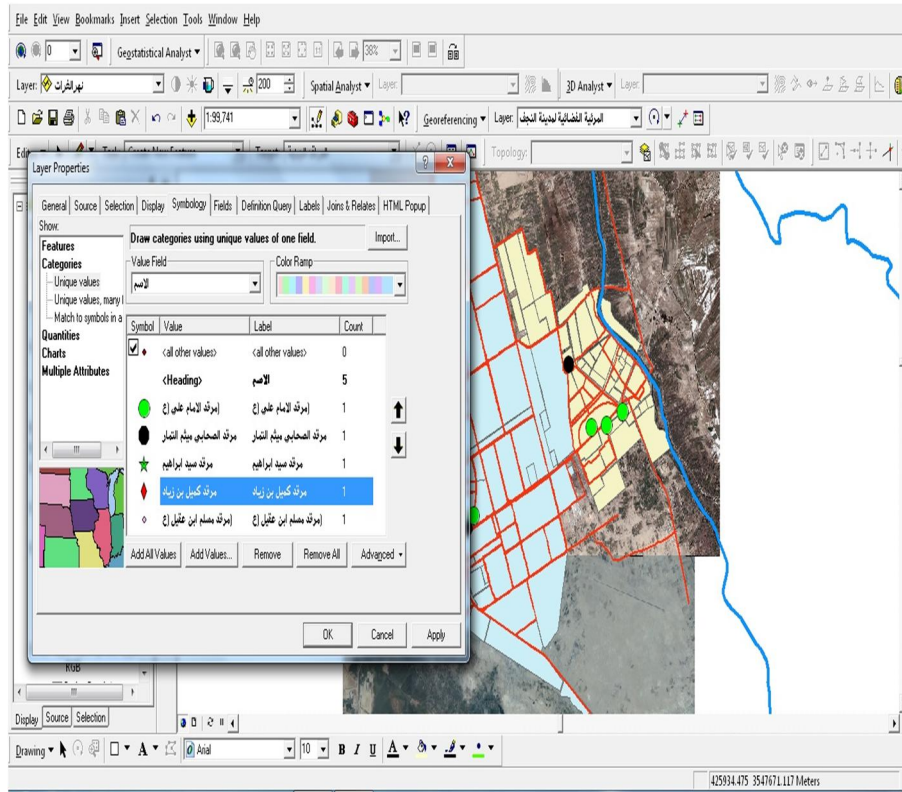 File Edit View Bookmarks Insert Selection Tools Window Help
0 Geostatistical Analyst 38%
Layer: نهر الفرات 200 Spatial Analyst Layer: 3D Analyst Layer:
1:99,741 Georeferencing Layer: المرئية الفضائية لمدينة النجف
Topology:
Layer Properties
General Source Selection Display Symbology Fields Definition Query Labels Joins & Relates HTML Popup
Show:
Features
Categories
Unique values
Unique values, many
Match to symbols in a
Quantities
Charts
Multiple Attributes
Draw categories using unique values of one field. Import...
Value Field
الاسم
Color Ramp
Symbol Value Label Count
<all other values> <all other values> 0
<Heading> الاسم 5
(مرقد الامام علي (ع (مرقد الامام علي (ع 1
مرقد الصحابي ميثم التمار مرقد الصحابي ميثم التمار 1
مرقد سيد ابراهيم مرقد سيد ابراهيم 1
مرقد كميل بن زياد مرقد كميل بن زياد 1
(مرقد مسلم ابن عقيل (ع (مرقد مسلم ابن عقيل (ع 1
Add All Values Add Values... Remove Remove All Advanced
OK Cancel Apply
RGB
Display Source Selection
Drawing A Arial 10 B I U A
425934.475 3547671.117 Meters